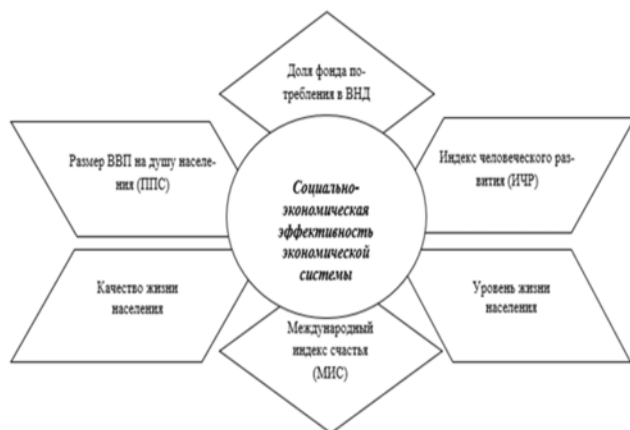 Доля фонда по-
требления в ВНД
Размер ВВП на душу населе-
ния (ППС)
Индекс человеческого раз-
вития (ИЧР)
Социально-
экономическая
эффективность
экономической
системы
Качество жизни
населения
Уровень жизни
населения
Международный
индекс счастья
(МИС)